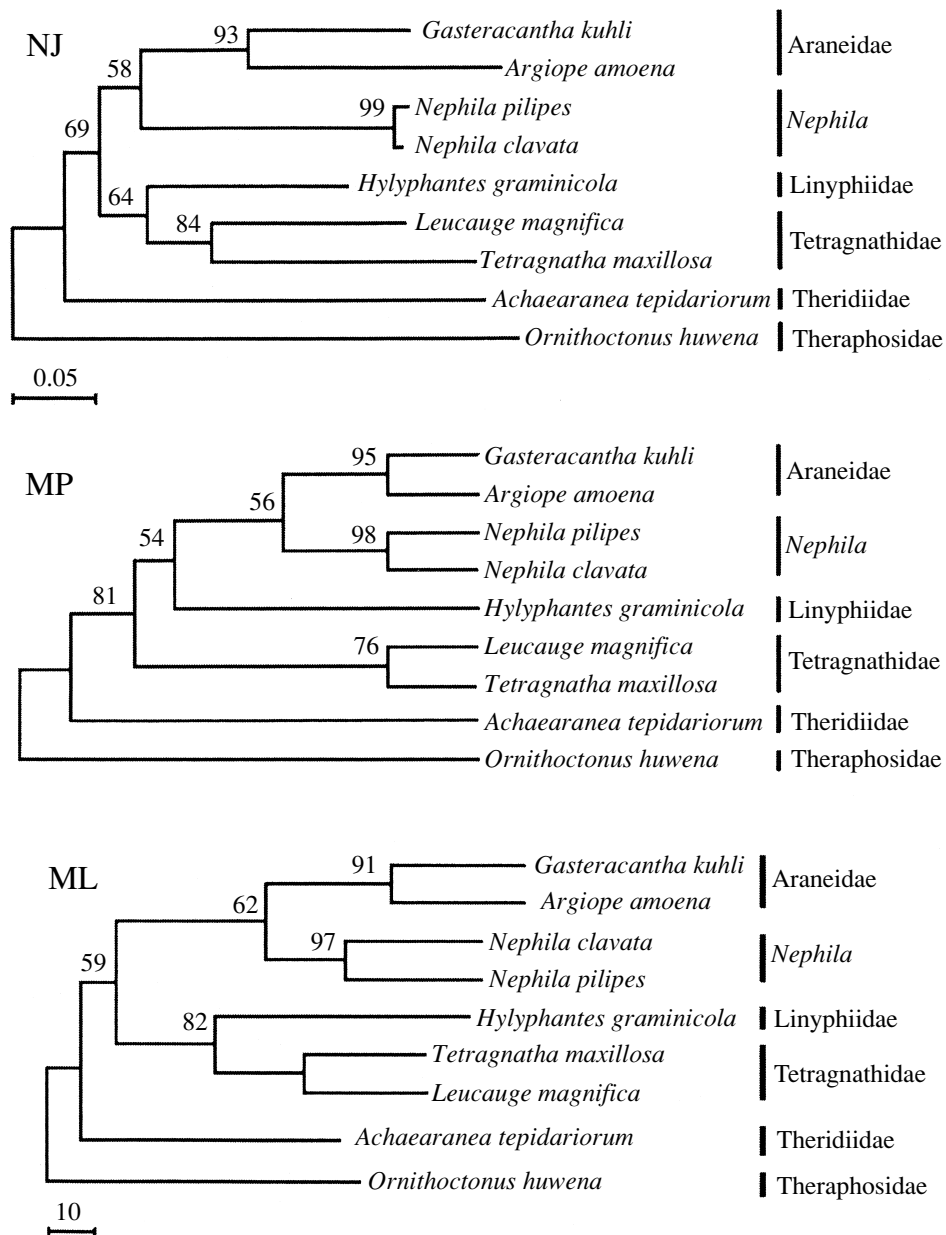 NJ
93
Gasteracantha kuhli
Araneidae
Argiope amoena
58
99
Nephila pilipes
Nephila
Nephila clavata
69
Hylyphantes graminicola
Linyphiidae
64
84
Leucauge magnifica
Tetragnathidae
Tetragnatha maxillosa
Achaearanea tepidariorum
Theridiidae
Ornithoctonus huwena
Theraphosidae
0.05
MP
95
Gasteracantha kuhli
Araneidae
Argiope amoena
56
98
Nephila pilipes
Nephila
Nephila clavata
54
Hylyphantes graminicola
Linyphiidae
81
76
Leucauge magnifica
Tetragnathidae
Tetragnatha maxillosa
Achaearanea tepidariorum
Theridiidae
Ornithoctonus huwena
Theraphosidae
ML
91
Gasteracantha kuhli
Araneidae
Argiope amoena
62
97
Nephila clavata
Nephila
Nephila pilipes
59
82
Hylyphantes graminicola
Linyphiidae
Tetragnatha maxillosa
Tetragnathidae
Leucauge magnifica
Achaearanea tepidariorum
Theridiidae
Ornithoctonus huwena
Theraphosidae
10